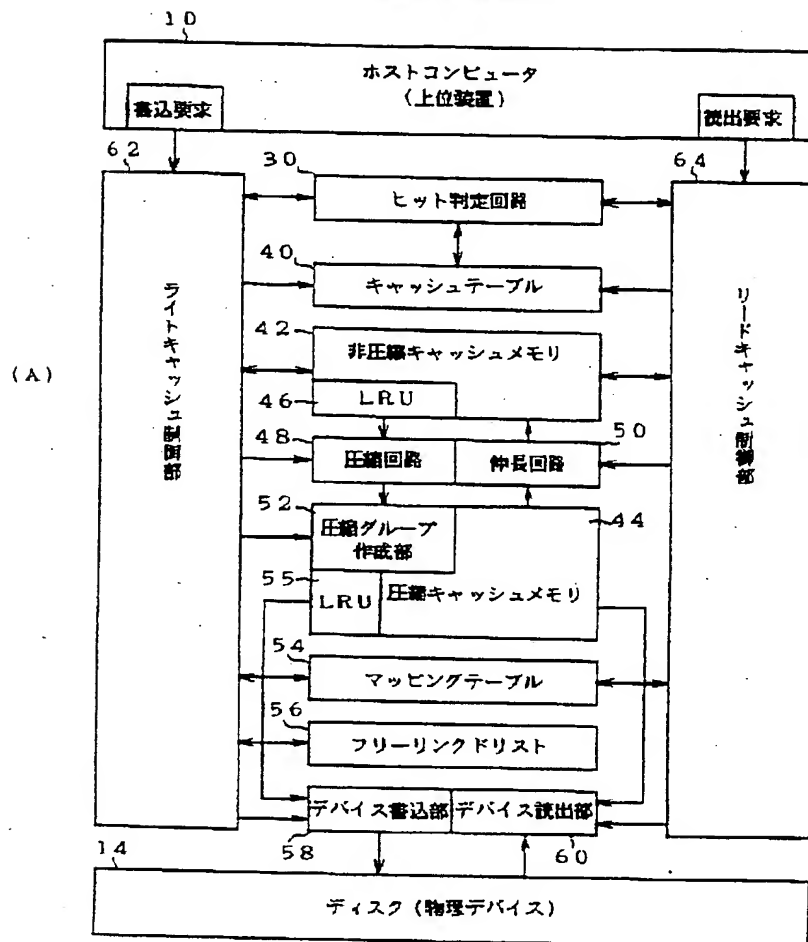 10
ホストコンピュータ
(上位装置)
書込要求
読出要求
62
30
64
ヒット判定回路
40
キャッシュテーブル
ライトキャッシュ制御部
リードキャッシュ制御部
(A)
42
非圧縮キャッシュメモリ
46
LRU
48
50
圧縮回路
伸長回路
52
44
圧縮グループ
作成部
55
LRU
圧縮キャッシュメモリ
54
マッピングテーブル
56
フリーリンクドリスト
デバイス書込部
デバイス読出部
58
60
14
ディスク(物理デバイス)